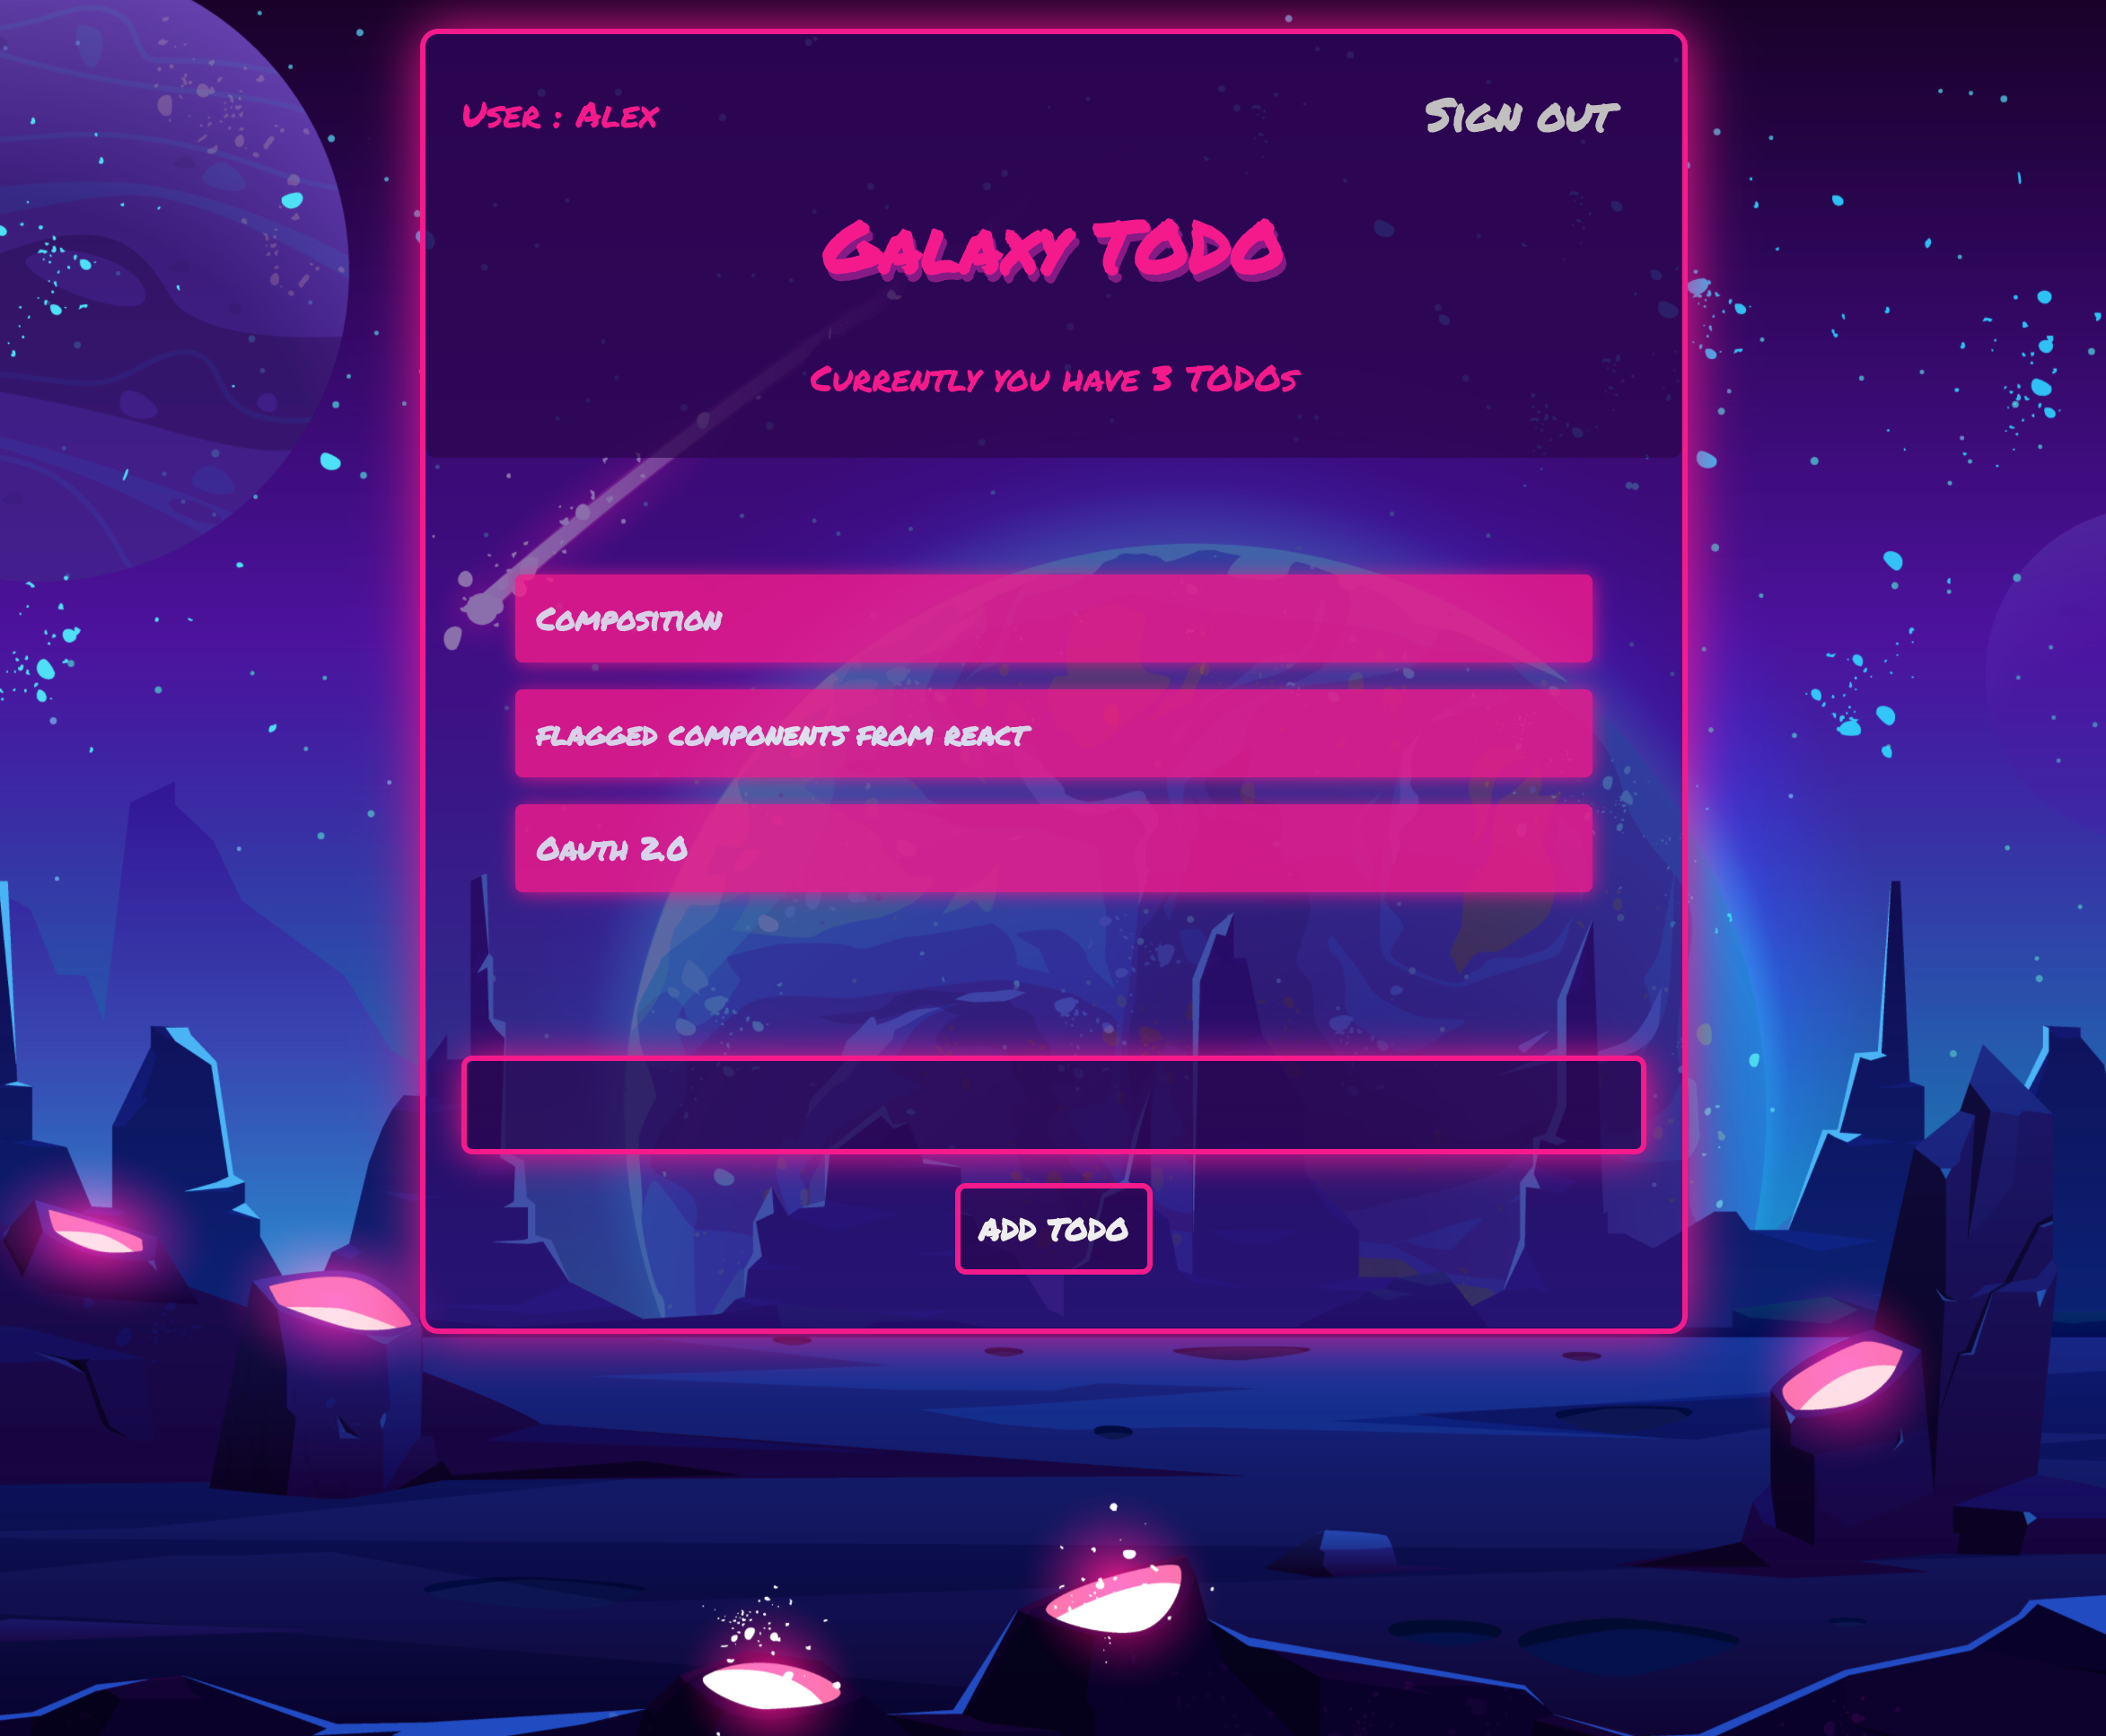 User : Alex
Sign out
Galaxy TODO
Currently you have 3 TODOs
Composition
flagged components from react
Oauth 2.0
add todo